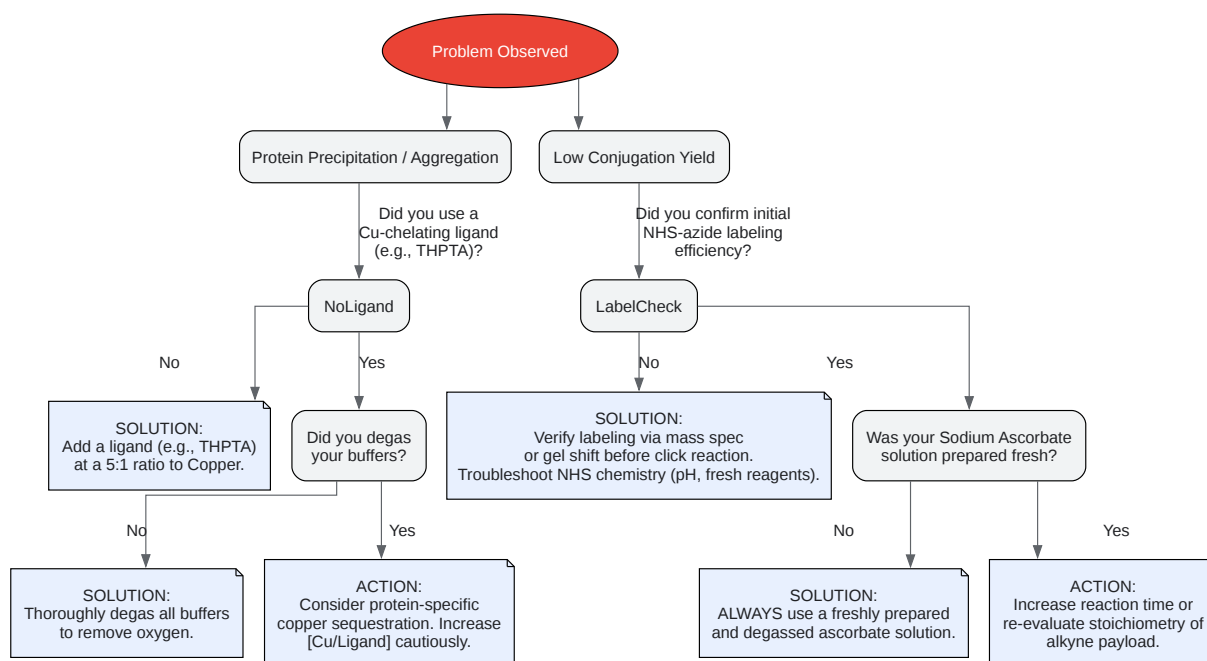 Problem Observed
Protein Precipitation / Aggregation
Low Conjugation Yield
Did you use a
Cu-chelating ligand
(e.g., THPTA)?
Did you confirm initial
NHS-azide labeling
efficiency?
NoLigand
LabelCheck
No
Yes
No
Yes
SOLUTION:
Add a ligand (e.g., THPTA)
at a 5:1 ratio to Copper.
Did you degas
your buffers?
SOLUTION:
Verify labeling via mass spec
or gel shift before click reaction.
Troubleshoot NHS chemistry (pH, fresh reagents).
Was your Sodium Ascorbate
solution prepared fresh?
No
Yes
No
Yes
SOLUTION:
Thoroughly degas all buffers
to remove oxygen.
ACTION:
Consider protein-specific
copper sequestration. Increase
[Cu/Ligand] cautiously.
SOLUTION:
ALWAYS use a freshly prepared
and degassed ascorbate solution.
ACTION:
Increase reaction time or
re-evaluate stoichiometry of
alkyne payload.